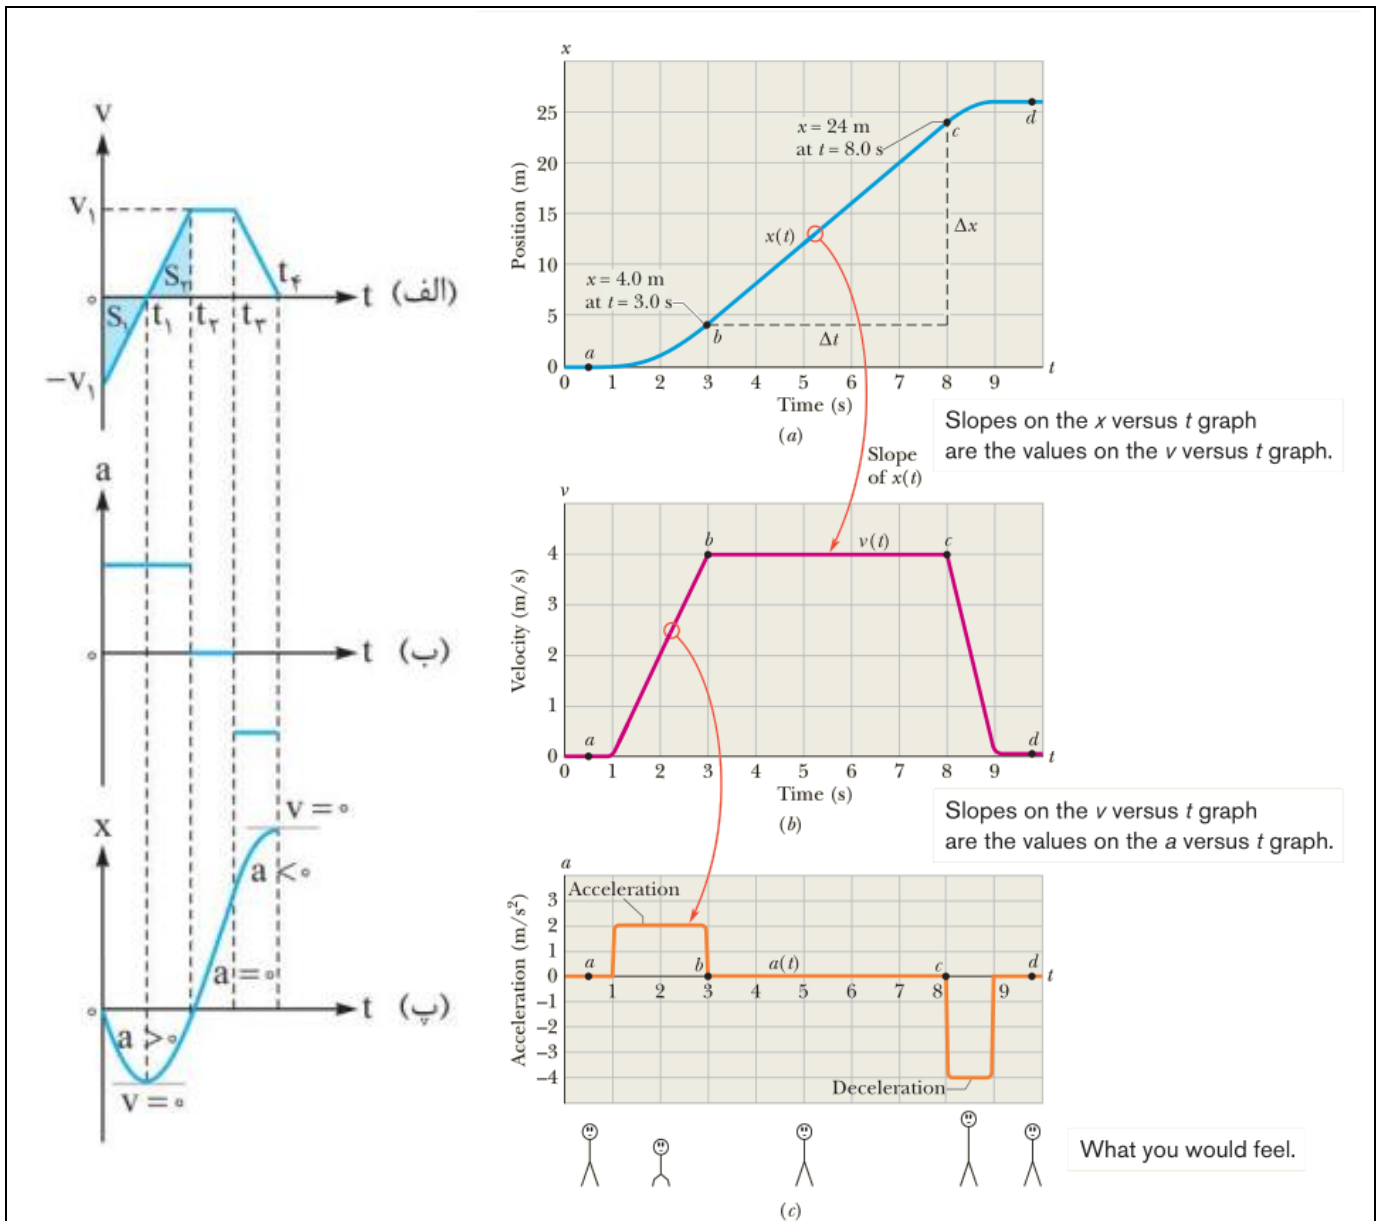 v
v₁
S₂
t₄
t (الف)
°
S₁
t₁
t₂
t₃
−v₁
a
t (ب)
°
v = °
x
a < °
a = °
t (پ)
°
a > °
v = °
x
25
20
15
10
5
0
Position (m)
x = 24 m
at t = 8.0 s
c
d
Δx
x(t)
x = 4.0 m
at t = 3.0 s
b
Δt
a
0 1 2 3 4 5 6 7 8 9
t
Time (s)
(a)
Slopes on the x versus t graph
are the values on the v versus t graph.
Slope
of x(t)
v
4
3
2
1
0
Velocity (m/s)
b
v(t)
c
a
d
0 1 2 3 4 5 6 7 8 9
t
Time (s)
(b)
Slopes on the v versus t graph
are the values on the a versus t graph.
a
3
2
1
0
−1
−2
−3
−4
Acceleration (m/s²)
Acceleration
a
b
a(t)
c
d
t
1 2 3 4 5 6 7 8 9
Deceleration
What you would feel.
(c)